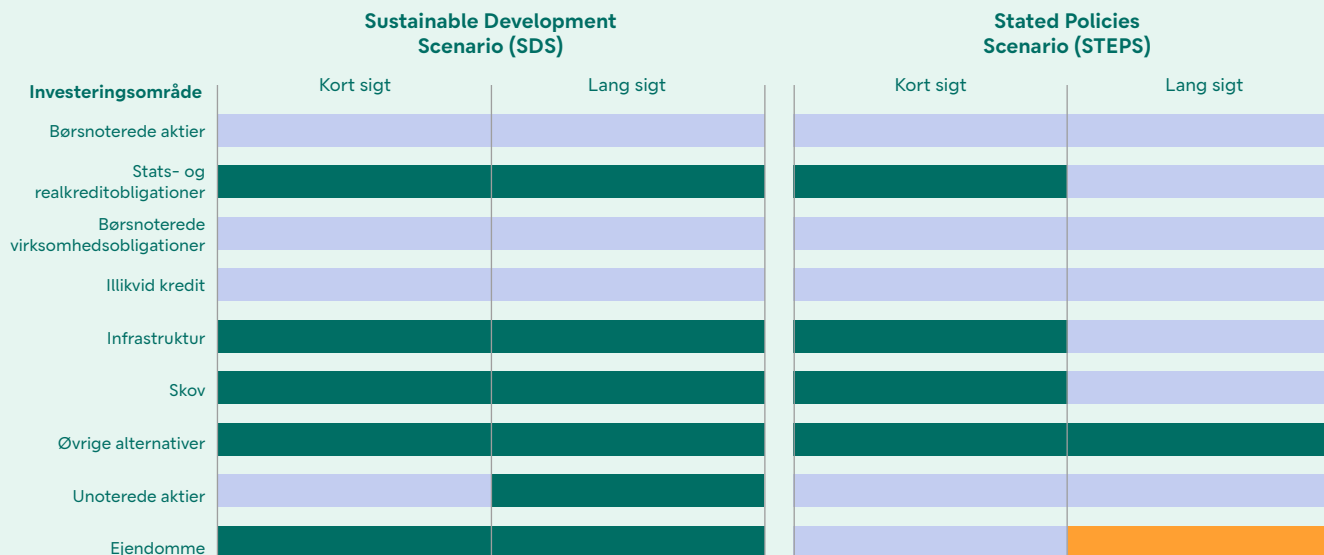 Sustainable Development
Scenario (SDS)
Stated Policies
Scenario (STEPS)
Investeringsområde
Kort sigt
Lang sigt
Kort sigt
Lang sigt
Børsnoterede aktier
Stats- og
realkreditobligationer
Børsnoterede
virksomhedsobligationer
Illikvid kredit
Infrastruktur
Skov
Øvrige alternativer
Unoterede aktier
Ejendomme